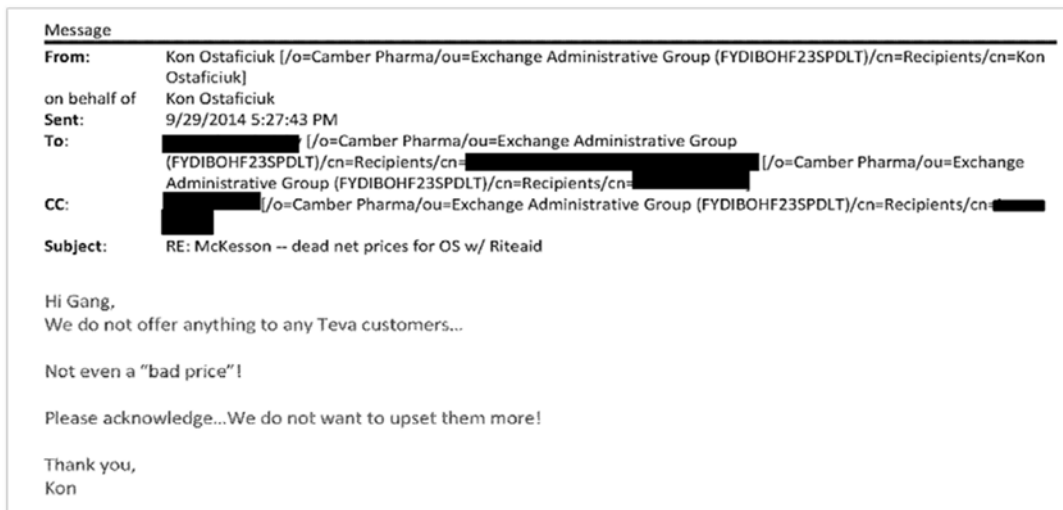 Message
From: Kon Ostaficiuk [/o=Camber Pharma/ou=Exchange Administrative Group (FYDIBOHF23SPDLT)/cn=Recipients/cn=Kon
Ostaficiuk]
on behalf of Kon Ostaficiuk
Sent: 9/29/2014 5:27:43 PM
To: [/o=Camber Pharma/ou=Exchange Administrative Group
(FYDIBOHF23SPDLT)/cn=Recipients/cn= [/o=Camber Pharma/ou=Exchange
Administrative Group (FYDIBOHF23SPDLT)/cn=Recipients/cn=
CC: [/o=Camber Pharma/ou=Exchange Administrative Group (FYDIBOHF23SPDLT)/cn=Recipients/cn=
Subject: RE: McKesson -- dead net prices for OS w/ Riteaid
Hi Gang,
We do not offer anything to any Teva customers...
Not even a "bad price"!
Please acknowledge...We do not want to upset them more!
Thank you,
Kon